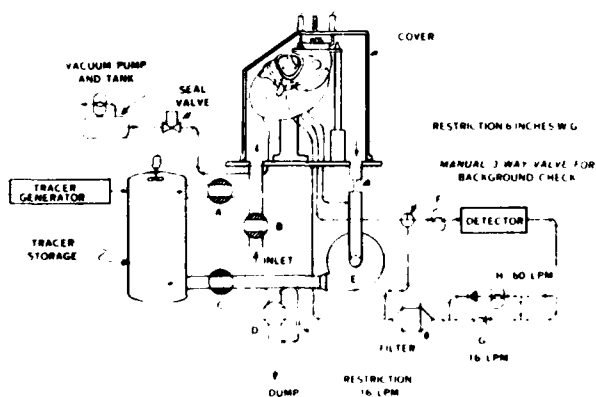 COVER
VACUUM PUMP
AND TANK
SEAL
VALVE
RESTRICTION 6 INCHES W G
MANUAL 3 WAY VALVE FOR
BACKGROUND CHECK
TRACER
GENERATOR
A
B
F
DETECTOR
TRACER
STORAGE
INLET
E
C
H 60 LPM
D
FILTER
G
16 LPM
RESTRICTION
16 LPM
DUMP